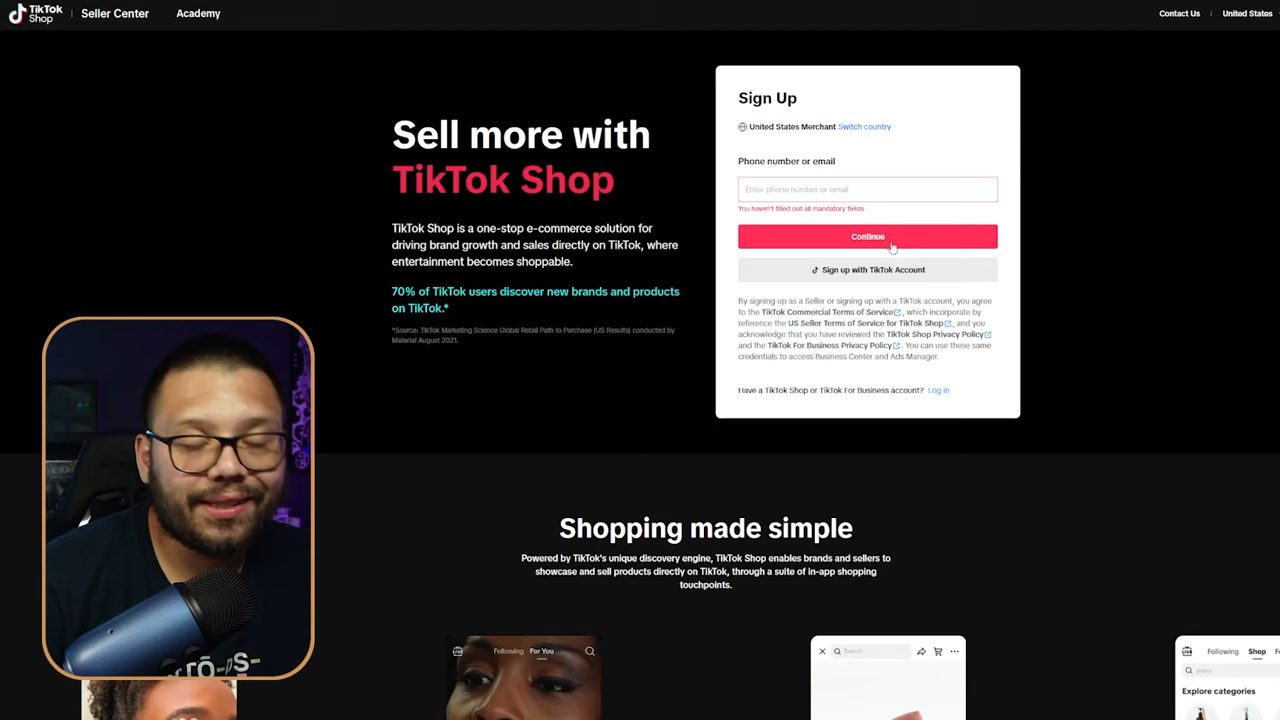 TikTok
Shop
Seller Center
Academy
Contact Us
United States
Sell more with
TikTok Shop
TikTok Shop is a one-stop e-commerce solution for
driving brand growth and sales directly on TikTok, where
entertainment becomes shoppable.
70% of TikTok users discover new brands and products
on TikTok.*
*Source: TikTok Marketing Science Global Retail Path to Purchase (US Results) conducted by
Material August 2021.
Sign Up
United States Merchant Switch country
Phone number or email
Enter phone number or email
You haven't filled out all mandatory fields
Continue
Sign up with TikTok Account
By signing up as a Seller or signing up with a TikTok account, you agree
to the TikTok Commercial Terms of Service, which incorporate by
reference the US Seller Terms of Service for TikTok Shop, and you
acknowledge that you have reviewed the TikTok Shop Privacy Policy
and the TikTok For Business Privacy Policy. You can use these same
credentials to access Business Center and Ads Manager.
Have a TikTok Shop or TikTok For Business account? Log in
Shopping made simple
Powered by TikTok's unique discovery engine, TikTok Shop enables brands and sellers to
showcase and sell products directly on TikTok, through a suite of in-app shopping
touchpoints.
LIVE
Following
For You
Search
LIVE
Following
Shop
Explore categories